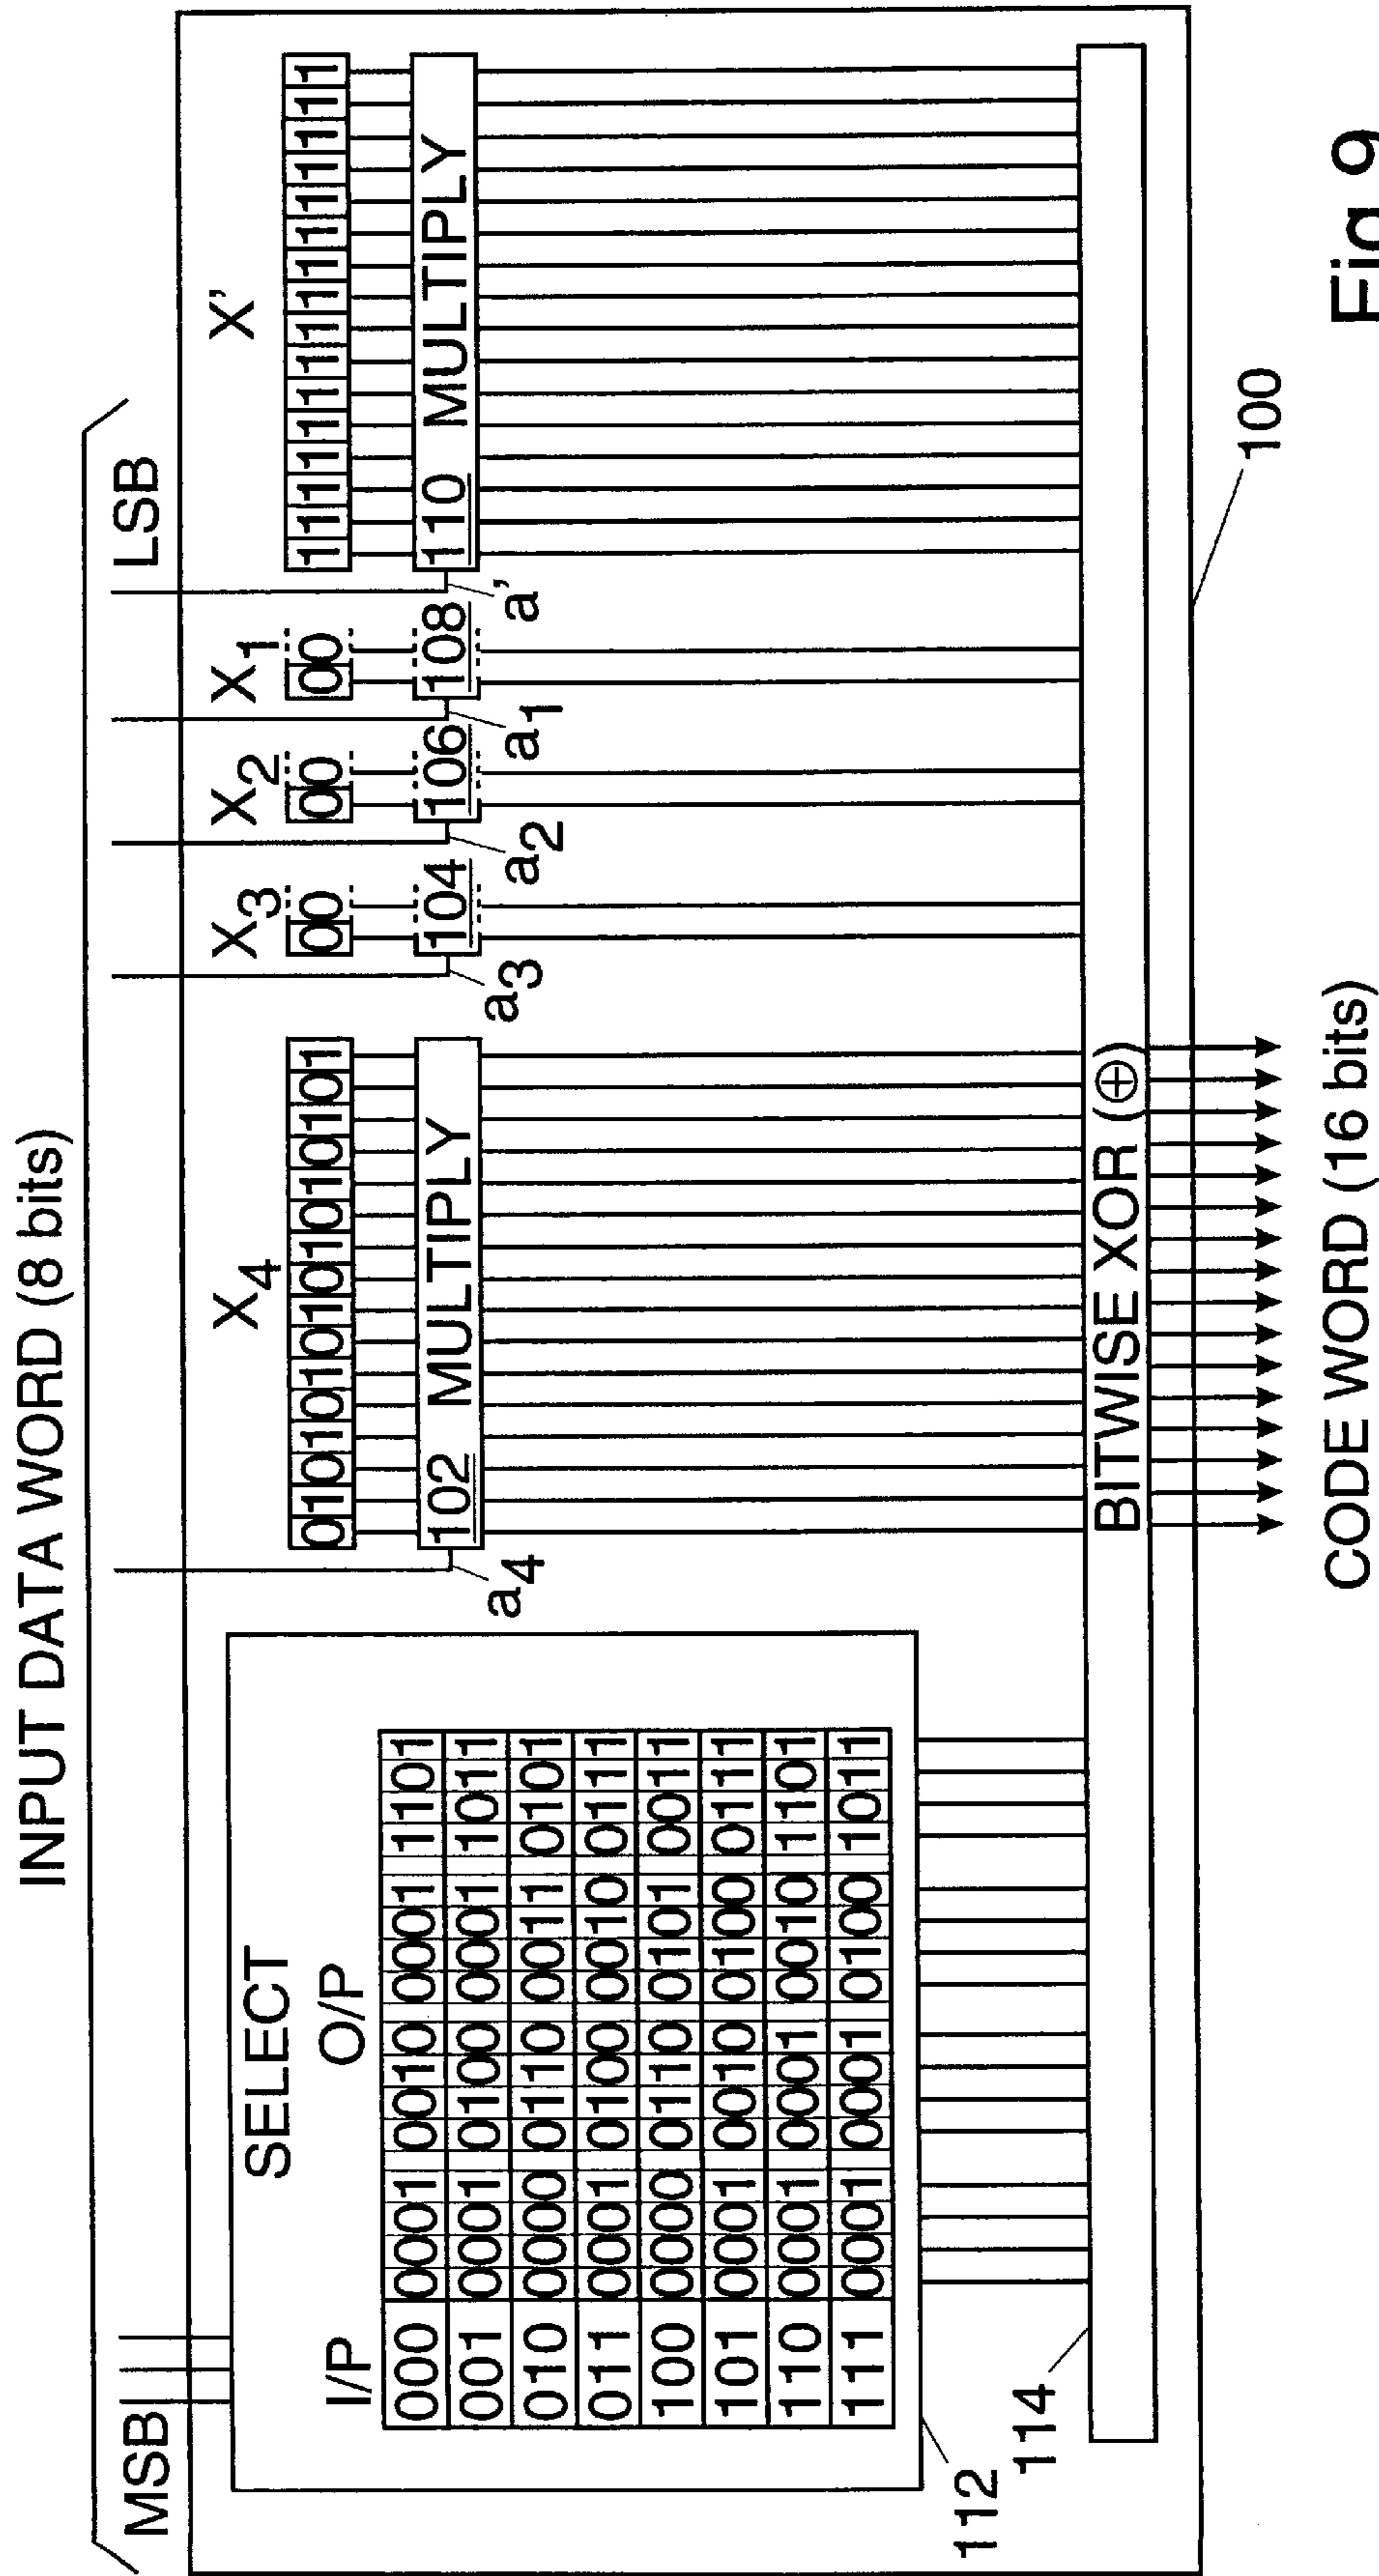 INPUT DATA WORD (8 bits)
MSB
LSB
SELECT
I/P O/P
000 0001 0010 0001 1101
001 0001 0100 0001 1011
010 0000 0110 0011 0101
011 0001 0100 0010 0111
100 0000 0110 0101 0011
101 0001 0010 0100 0111
110 0001 0001 0010 1101
111 0001 0001 0100 1011
112
114
X4
0101010101010101
102 MULTIPLY
a4
X3
00
104
a3
X2
00
106
a2
X1
00
108
a1
X'
1111111111111111
110 MULTIPLY
a'
BITWISE XOR (⊕)
100
CODE WORD (16 bits)
Fig 9